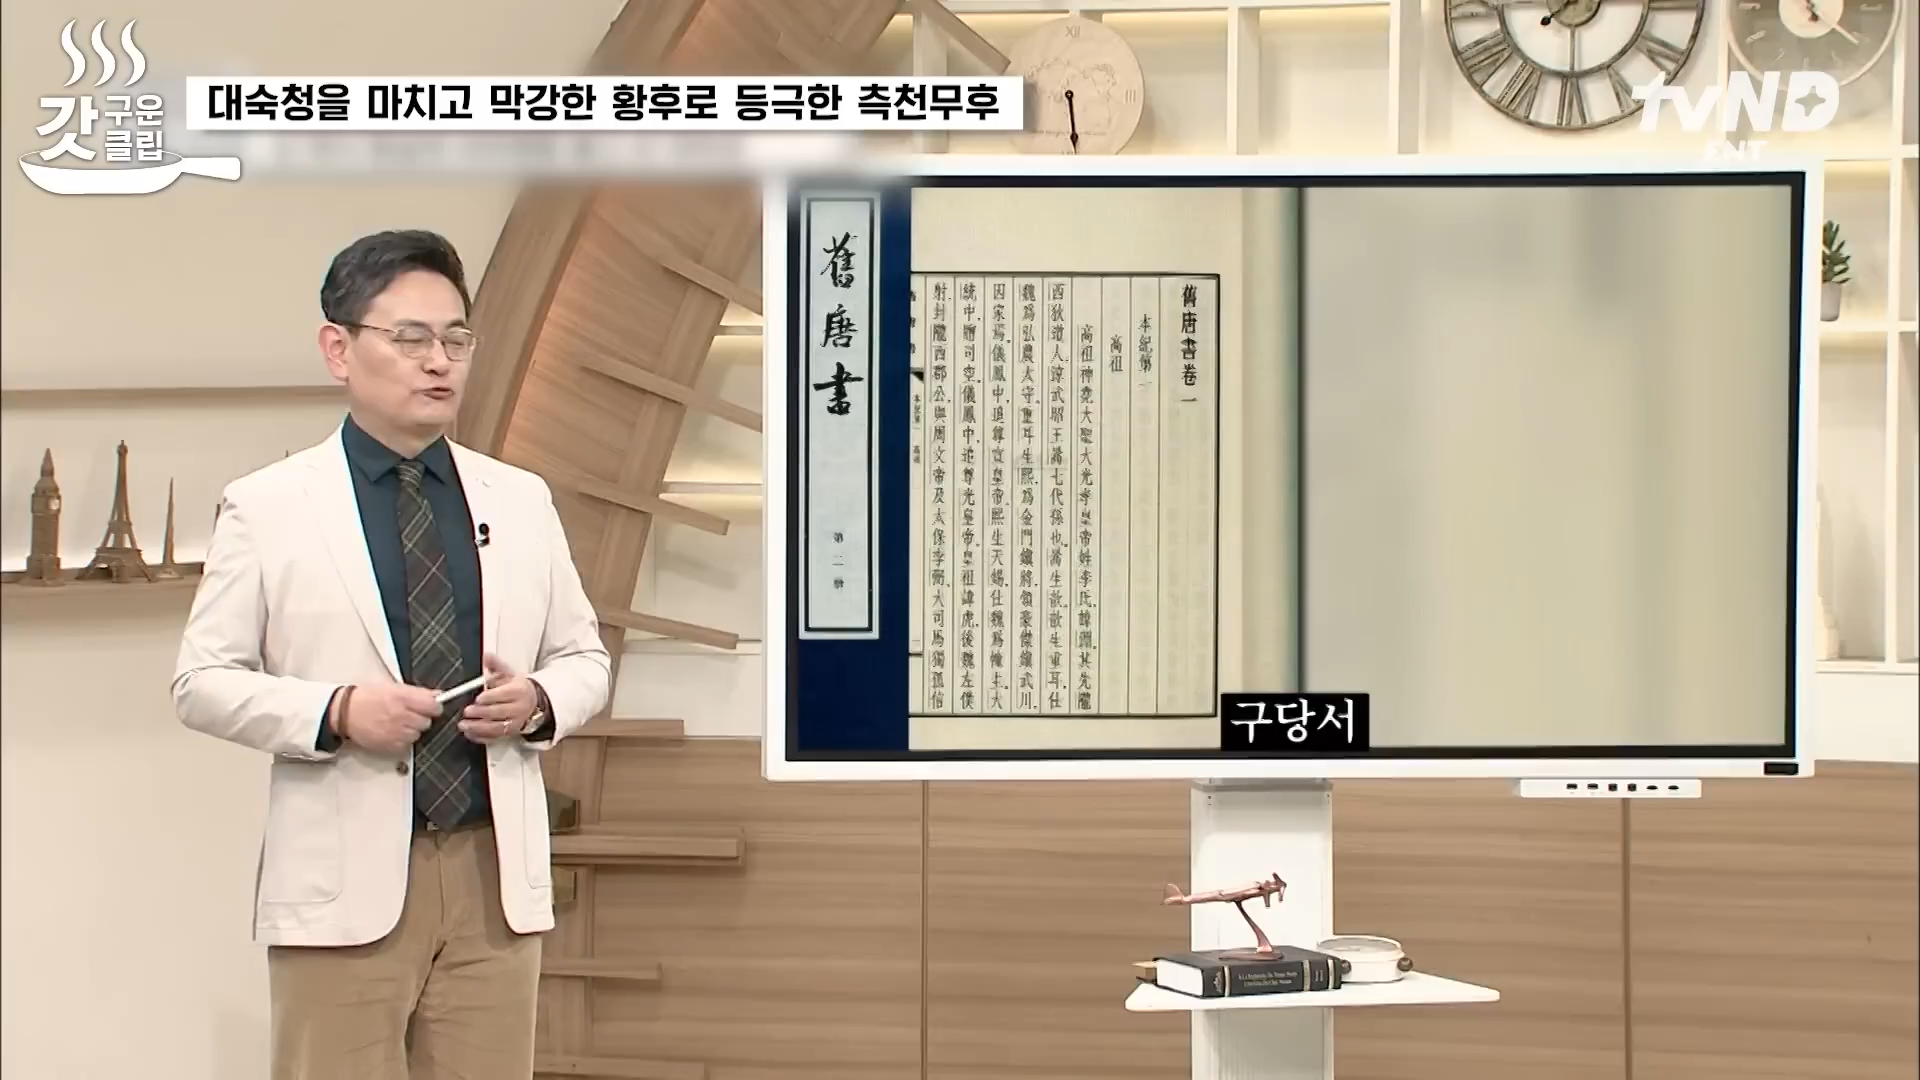 갓구운클립
대숙청을 마치고 막강한 황후로 등극한 측천무후
tvND
ENT
舊唐書
第二冊
舊唐書卷一
本紀第一
高祖
高祖神堯大聖大光孝皇帝姓李氏諱淵其先隴
西狄道人涼武昭王暠七代孫也暠生歆歆生重耳仕
魏為弘農太守重耳生熙為金門鎮將領豪傑鎮武川
因家焉儀鳳中追尊宣皇帝熙生天錫仕魏為幢主大
統中贈司空儀鳳中追尊光皇帝皇祖諱虎後魏左僕
射封隴西郡公與周文帝及太保李弼大司馬獨孤信
구당서
XII
III
II